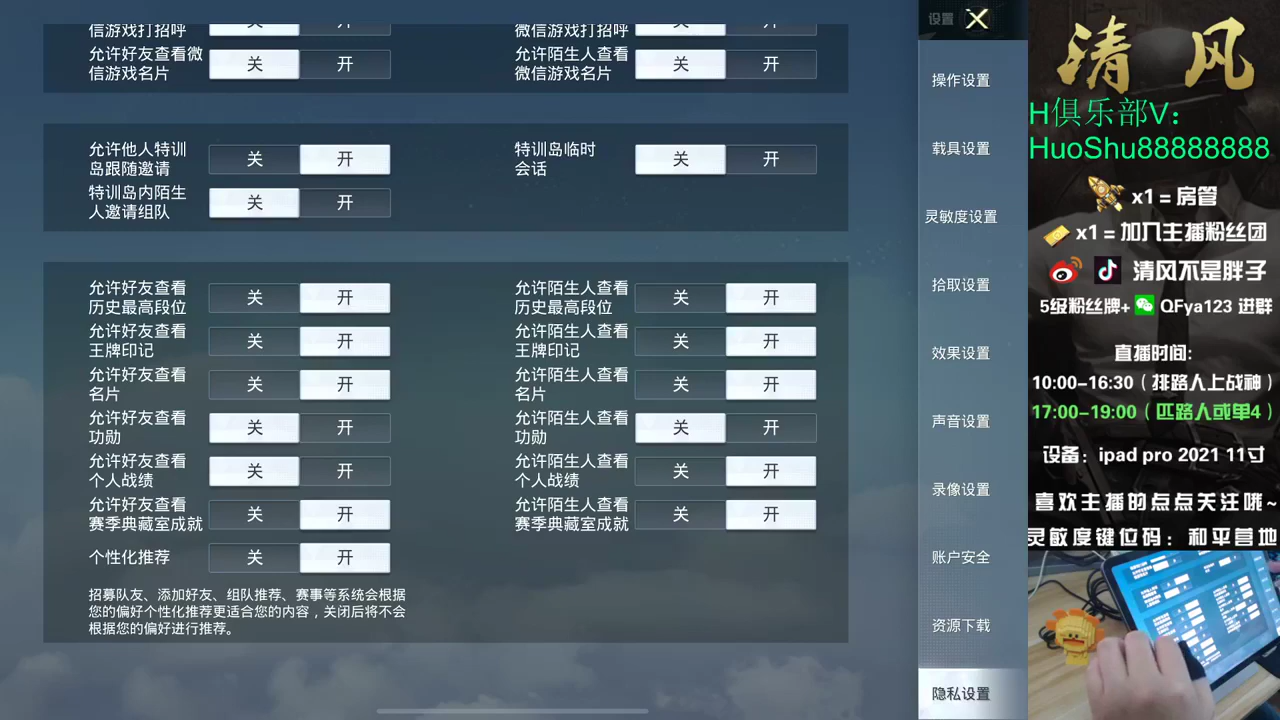 信游戏打招呼
微信游戏打招呼
允许好友查看微
信游戏名片
关
开
允许陌生人查看
微信游戏名片
关
开
允许他人特训
岛跟随邀请
关
开
特训岛临时
会话
关
开
特训岛内陌生
人邀请组队
关
开
允许好友查看
历史最高段位
关
开
允许陌生人查看
历史最高段位
关
开
允许好友查看
王牌印记
关
开
允许陌生人查看
王牌印记
关
开
允许好友查看
名片
关
开
允许陌生人查看
名片
关
开
允许好友查看
功勋
关
开
允许陌生人查看
功勋
关
开
允许好友查看
个人战绩
关
开
允许陌生人查看
个人战绩
关
开
允许好友查看
赛季典藏室成就
关
开
允许陌生人查看
赛季典藏室成就
关
开
个性化推荐
关
开
招募队友、添加好友、组队推荐、赛事等系统会根据
您的偏好个性化推荐更适合您的内容，关闭后将不会
根据您的偏好进行推荐。
设置
操作设置
载具设置
灵敏度设置
拾取设置
效果设置
声音设置
录像设置
账户安全
资源下载
隐私设置
清风
H俱乐部V：
HuoShu88888888
x1=房管
x1=加入主播粉丝团
清风不是胖子
5级粉丝牌+ QFya123 进群
直播时间:
10:00-16:30（排路人上战神）
17:00-19:00（匹路人或单4）
设备：ipad pro 2021 11寸
喜欢主播的点点关注哦~
灵敏度键位码：和平营地